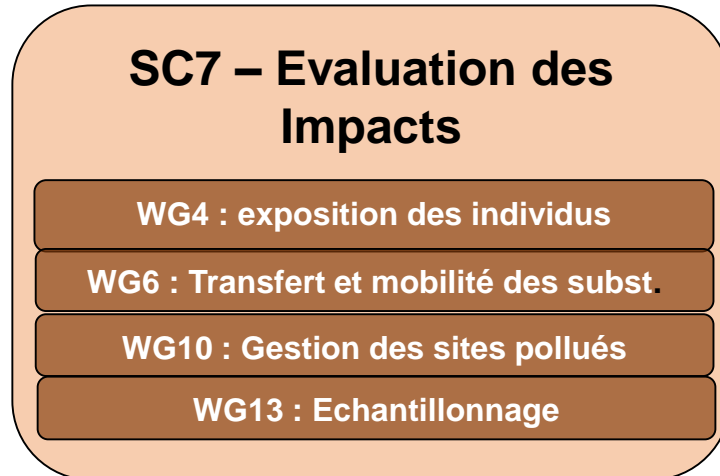 SC7 – Evaluation des
Impacts
WG4 : exposition des individus
WG6 : Transfert et mobilité des subst.
WG10 : Gestion des sites pollués
WG13 : Echantillonnage